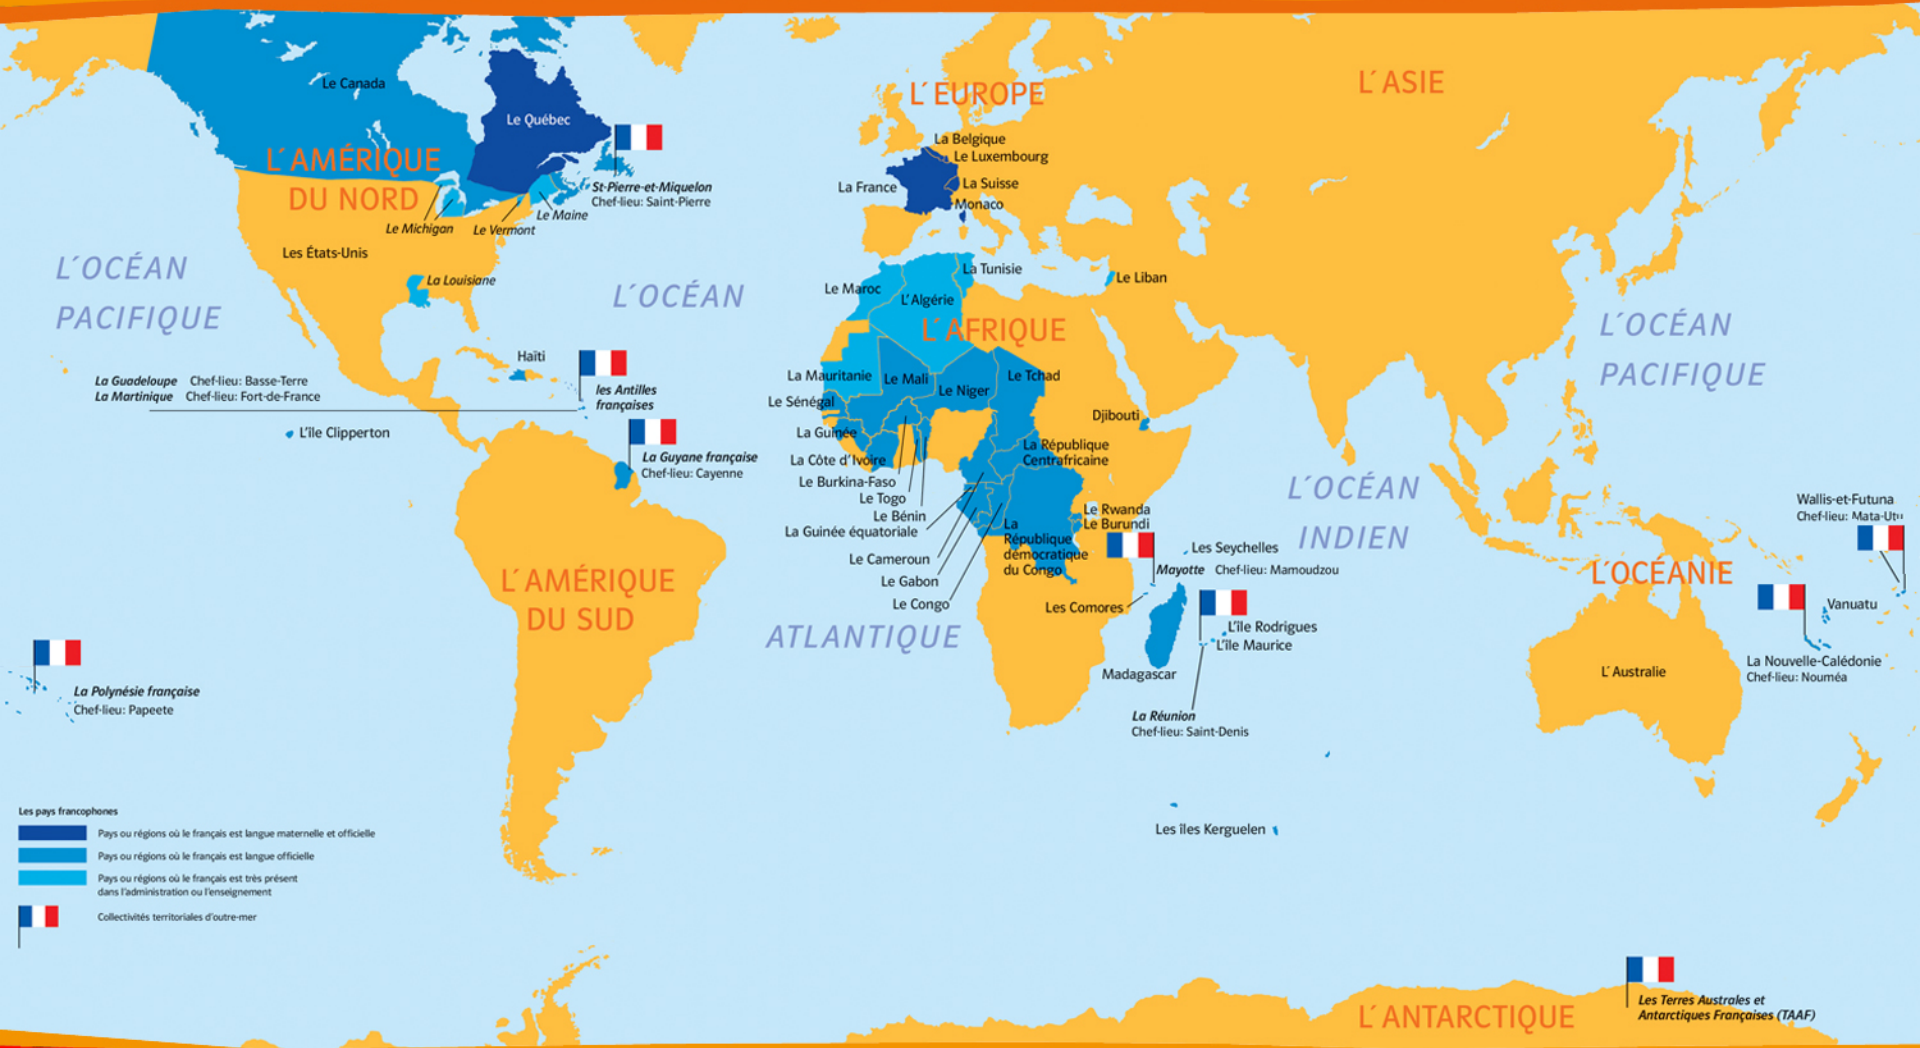 Le Canada
Le Québec
L´AMÉRIQUE
DU NORD
St-Pierre-et-Miquelon
Chef-lieu: Saint-Pierre
Le Maine
Le Michigan
Le Vermont
Les États-Unis
La Louisiane
L´OCÉAN
PACIFIQUE
L´OCÉAN
ATLANTIQUE
Haïti
La Guadeloupe Chef-lieu: Basse-Terre
La Martinique Chef-lieu: Fort-de-France
les Antilles
françaises
L'île Clipperton
La Guyane française
Chef-lieu: Cayenne
L´AMÉRIQUE
DU SUD
La Polynésie française
Chef-lieu: Papeete
L´EUROPE
La Belgique
Le Luxembourg
La France
La Suisse
Monaco
L´ASIE
La Tunisie
Le Liban
Le Maroc
L'Algérie
L´AFRIQUE
La Mauritanie
Le Mali
Le Niger
Le Tchad
Le Sénégal
Djibouti
La Guinée
La République
Centrafricaine
La Côte d'Ivoire
Le Burkina-Faso
Le Togo
Le Bénin
La Guinée équatoriale
Le Cameroun
Le Gabon
Le Congo
La
République
démocratique
du Congo
Le Rwanda
Le Burundi
Les Seychelles
Mayotte Chef-lieu: Mamoudzou
Les Comores
L'île Rodrigues
L'île Maurice
Madagascar
La Réunion
Chef-lieu: Saint-Denis
L´OCÉAN
INDIEN
L´OCÉAN
PACIFIQUE
Wallis-et-Futuna
Chef-lieu: Mata-Utu
L'OCÉANIE
Vanuatu
L´Australie
La Nouvelle-Calédonie
Chef-lieu: Nouméa
Les îles Kerguelen
L´ANTARCTIQUE
Les Terres Australes et
Antarctiques Françaises (TAAF)
Les pays francophones
Pays ou régions où le français est langue maternelle et officielle
Pays ou régions où le français est langue officielle
Pays ou régions où le français est très présent
dans l'administration ou l'enseignement
Collectivités territoriales d'outre-mer